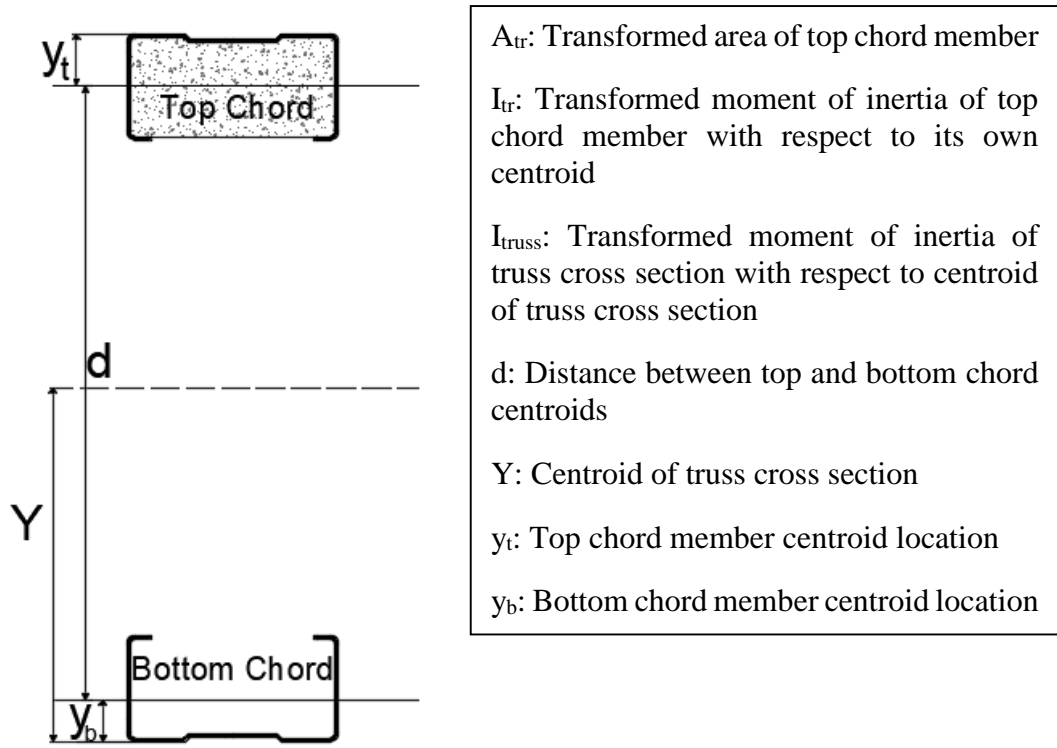 yt
Top Chord
d
Y
Bottom Chord
yb
Atr: Transformed area of top chord member
Itr: Transformed moment of inertia of top
chord member with respect to its own
centroid
Itruss: Transformed moment of inertia of
truss cross section with respect to centroid
of truss cross section
d: Distance between top and bottom chord
centroids
Y: Centroid of truss cross section
yt: Top chord member centroid location
yb: Bottom chord member centroid location